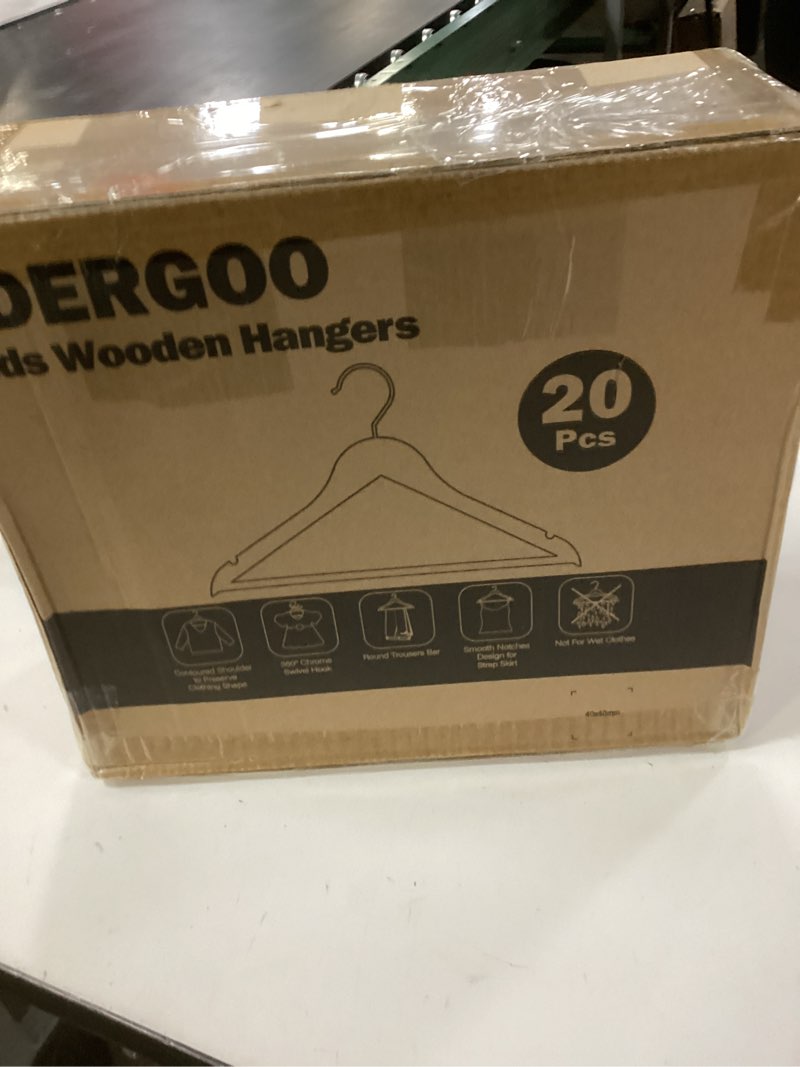 DERGOO
ds Wooden Hangers
20
Pcs
Contoured Shoulder
to Preserve
Clothing Shape
360° Chrome
Swivel Hook
Round Trousers Bar
Smooth Notches
Design for
Strap Skirt
Not For Wet Clothes
40x60mm